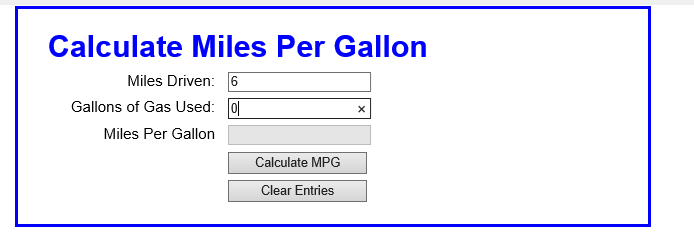 Calculate Miles Per Gallon
Miles Driven: 6
Gallons of Gas Used: 0 ×
Miles Per Gallon
Calculate MPG
Clear Entries